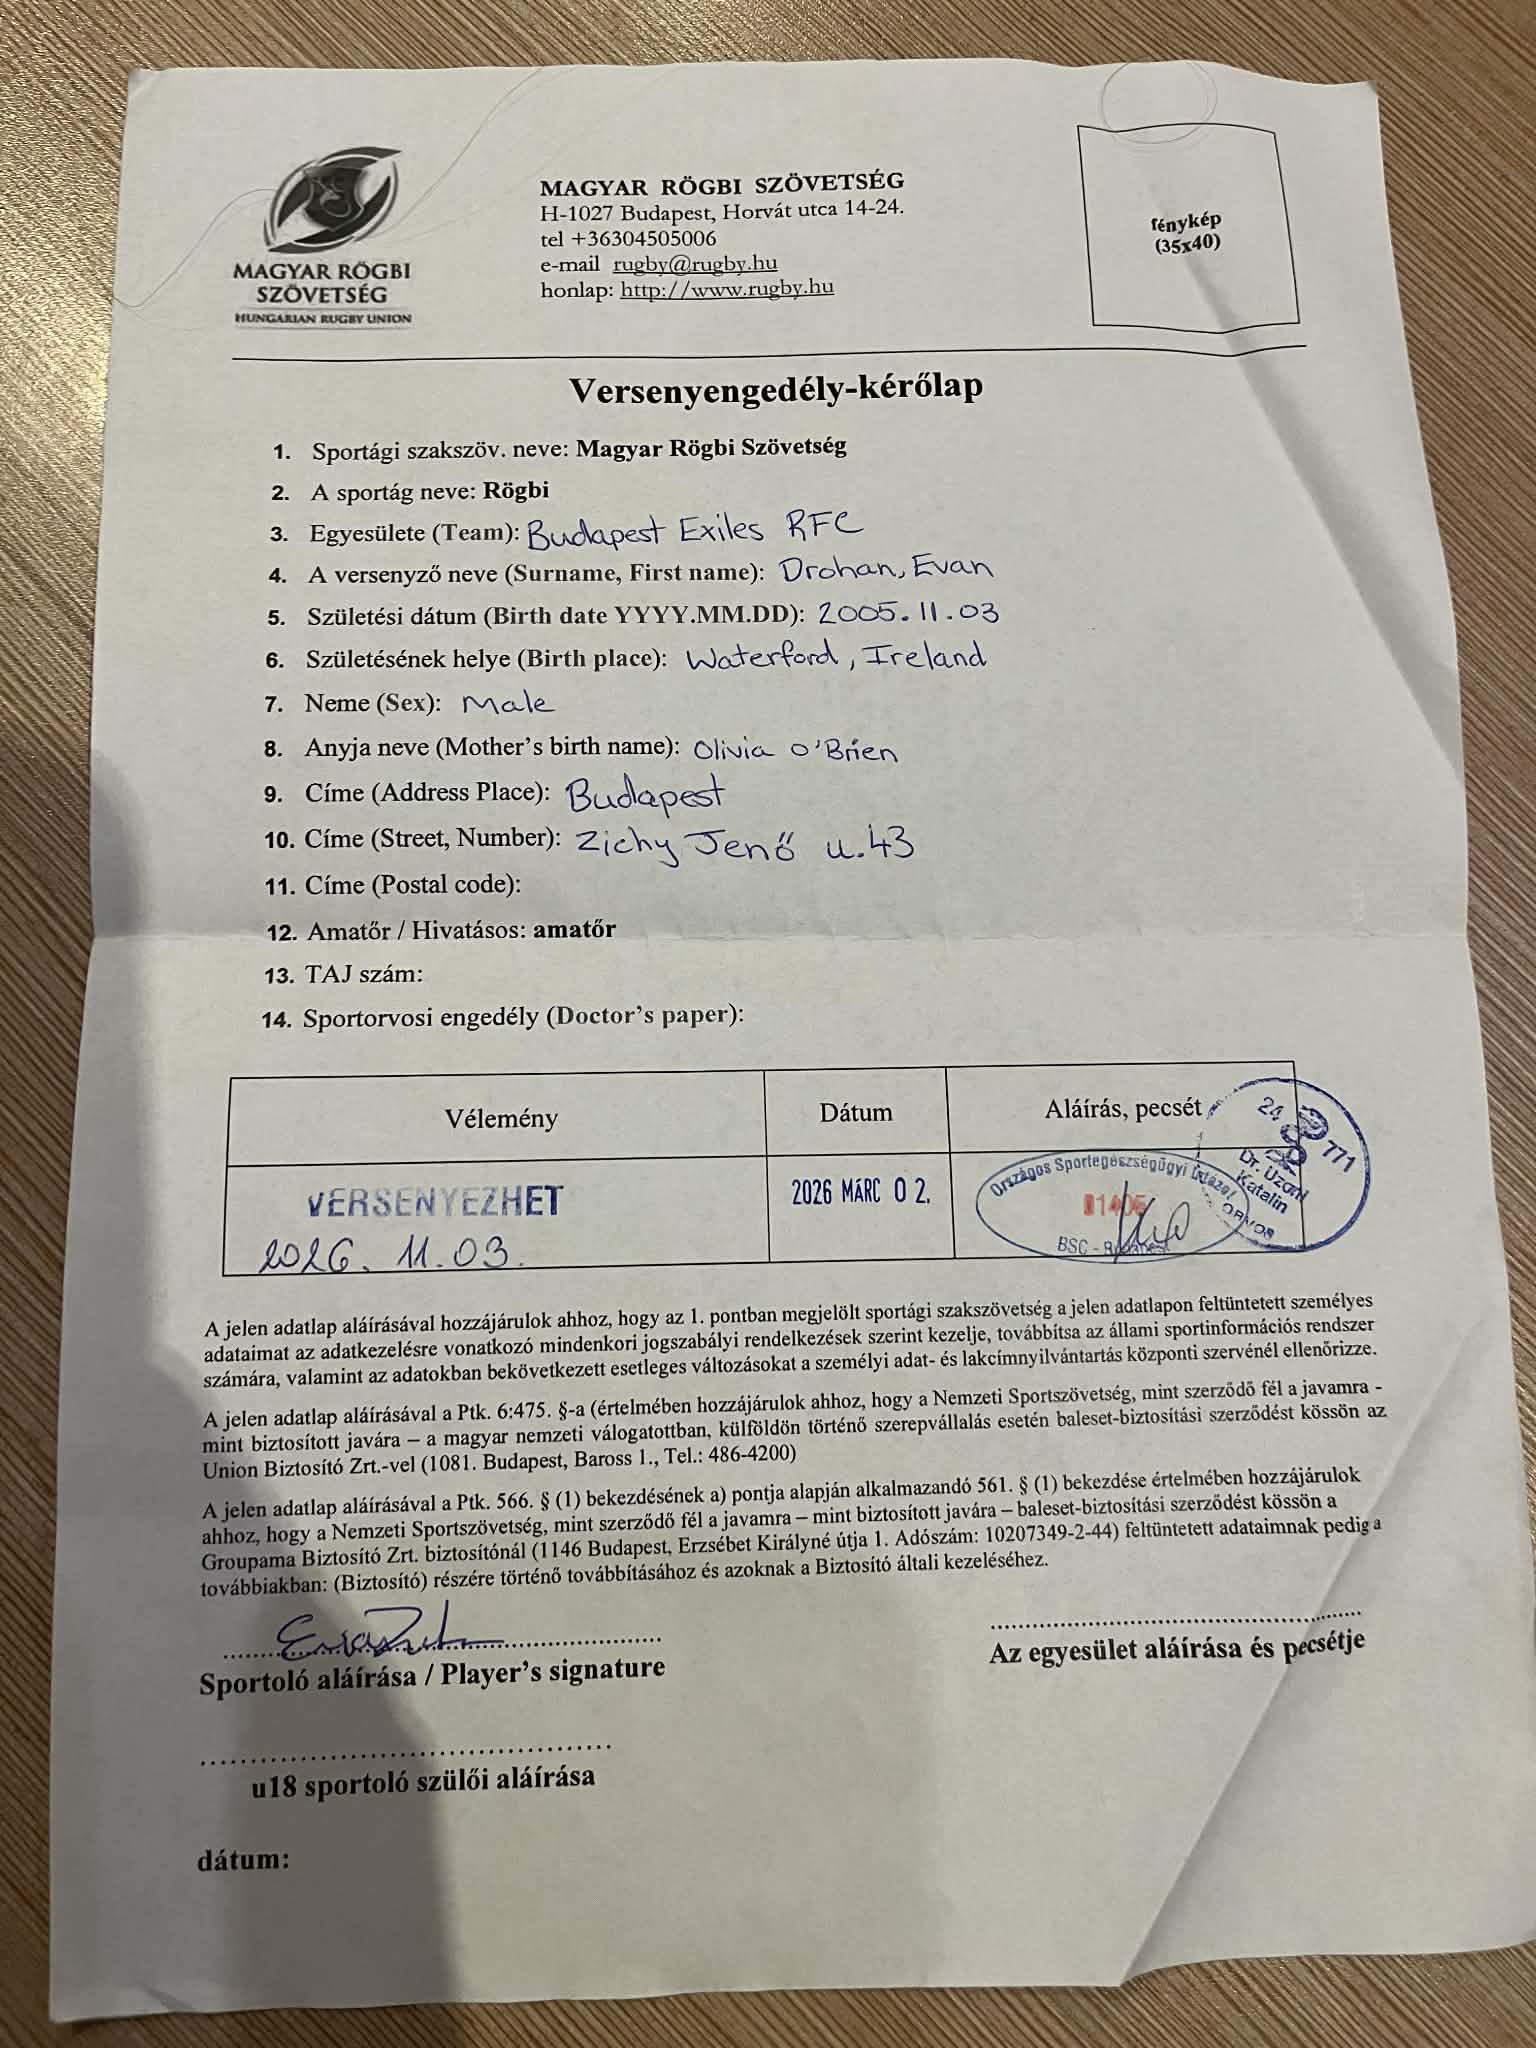 MAGYAR RÖGBI
SZÖVETSÉG
HUNGARIAN RUGBY UNION
MAGYAR RÖGBI SZÖVETSÉG
H-1027 Budapest, Horvát utca 14-24.
tel +36304505006
e-mail rugby@rugby.hu
honlap: http://www.rugby.hu
fénykép
(35x40)
Versenyengedély-kérőlap
1. Sportági szakszöv. neve: Magyar Rögbi Szövetség
2. A sportág neve: Rögbi
3. Egyesülete (Team): Budapest Exiles RFC
4. A versenyző neve (Surname, First name): Drohan, Evan
5. Születési dátum (Birth date YYYY.MM.DD): 2005.11.03
6. Születésének helye (Birth place): Waterford, Ireland
7. Neme (Sex): Male
8. Anyja neve (Mother's birth name): Olivia O'Brien
9. Címe (Address Place): Budapest
10. Címe (Street, Number): Zichy Jenő u.43
11. Címe (Postal code):
12. Amatőr / Hivatásos: amatőr
13. TAJ szám:
14. Sportorvosi engedély (Doctor's paper):
Vélemény Dátum Aláírás, pecsét
VERSENYEZHET 2026 MÁRC 02.
2026. 11. 03.
Országos Sportegészségügyi Intézet
BSC - Budapest
24 771
Katalin
ORVOS
A jelen adatlap aláírásával hozzájárulok ahhoz, hogy az 1. pontban megjelölt sportági szakszövetség a jelen adatlapon feltüntetett személyes
adataimat az adatkezelésre vonatkozó mindenkori jogszabályi rendelkezések szerint kezelje, továbbítsa az állami sportinformációs rendszer
számára, valamint az adatokban bekövetkezett esetleges változásokat a személyi adat- és lakcímnyilvántartás központi szervénél ellenőrizze.
A jelen adatlap aláírásával a Ptk. 6:475. §-a (értelmében hozzájárulok ahhoz, hogy a Nemzeti Sportszövetség, mint szerződő fél a javamra -
mint biztosított javára – a magyar nemzeti válogatottban, külföldön történő szerepvállalás esetén baleset-biztosítási szerződést kössön az
Union Biztosító Zrt.-vel (1081. Budapest, Baross 1., Tel.: 486-4200)
A jelen adatlap aláírásával a Ptk. 566. § (1) bekezdésének a) pontja alapján alkalmazandó 561. § (1) bekezdése értelmében hozzájárulok
ahhoz, hogy a Nemzeti Sportszövetség, mint szerződő fél a javamra – mint biztosított javára – baleset-biztosítási szerződést kössön a
Groupama Biztosító Zrt. biztosítónál (1146 Budapest, Erzsébet Királyné útja 1. Adószám: 10207349-2-44) feltüntetett adataimnak pedig a
továbbiakban: (Biztosító) részére történő továbbításához és azoknak a Biztosító általi kezeléséhez.
Sportoló aláírása / Player's signature
Az egyesület aláírása és pecsétje
u18 sportoló szülői aláírása
dátum: